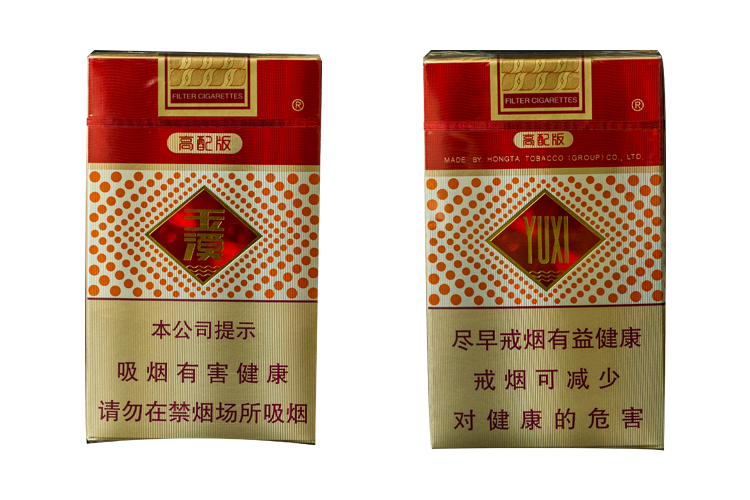 FILTER CIGARETTES
®
高配版
玉
溪
本公司提示
吸烟有害健康
请勿在禁烟场所吸烟
FILTER CIGARETTES
®
高配版
MADE BY HONGTA TOBACCO (GROUP) CO., LTD.
YUXI
尽早戒烟有益健康
戒烟可减少
对健康的危害